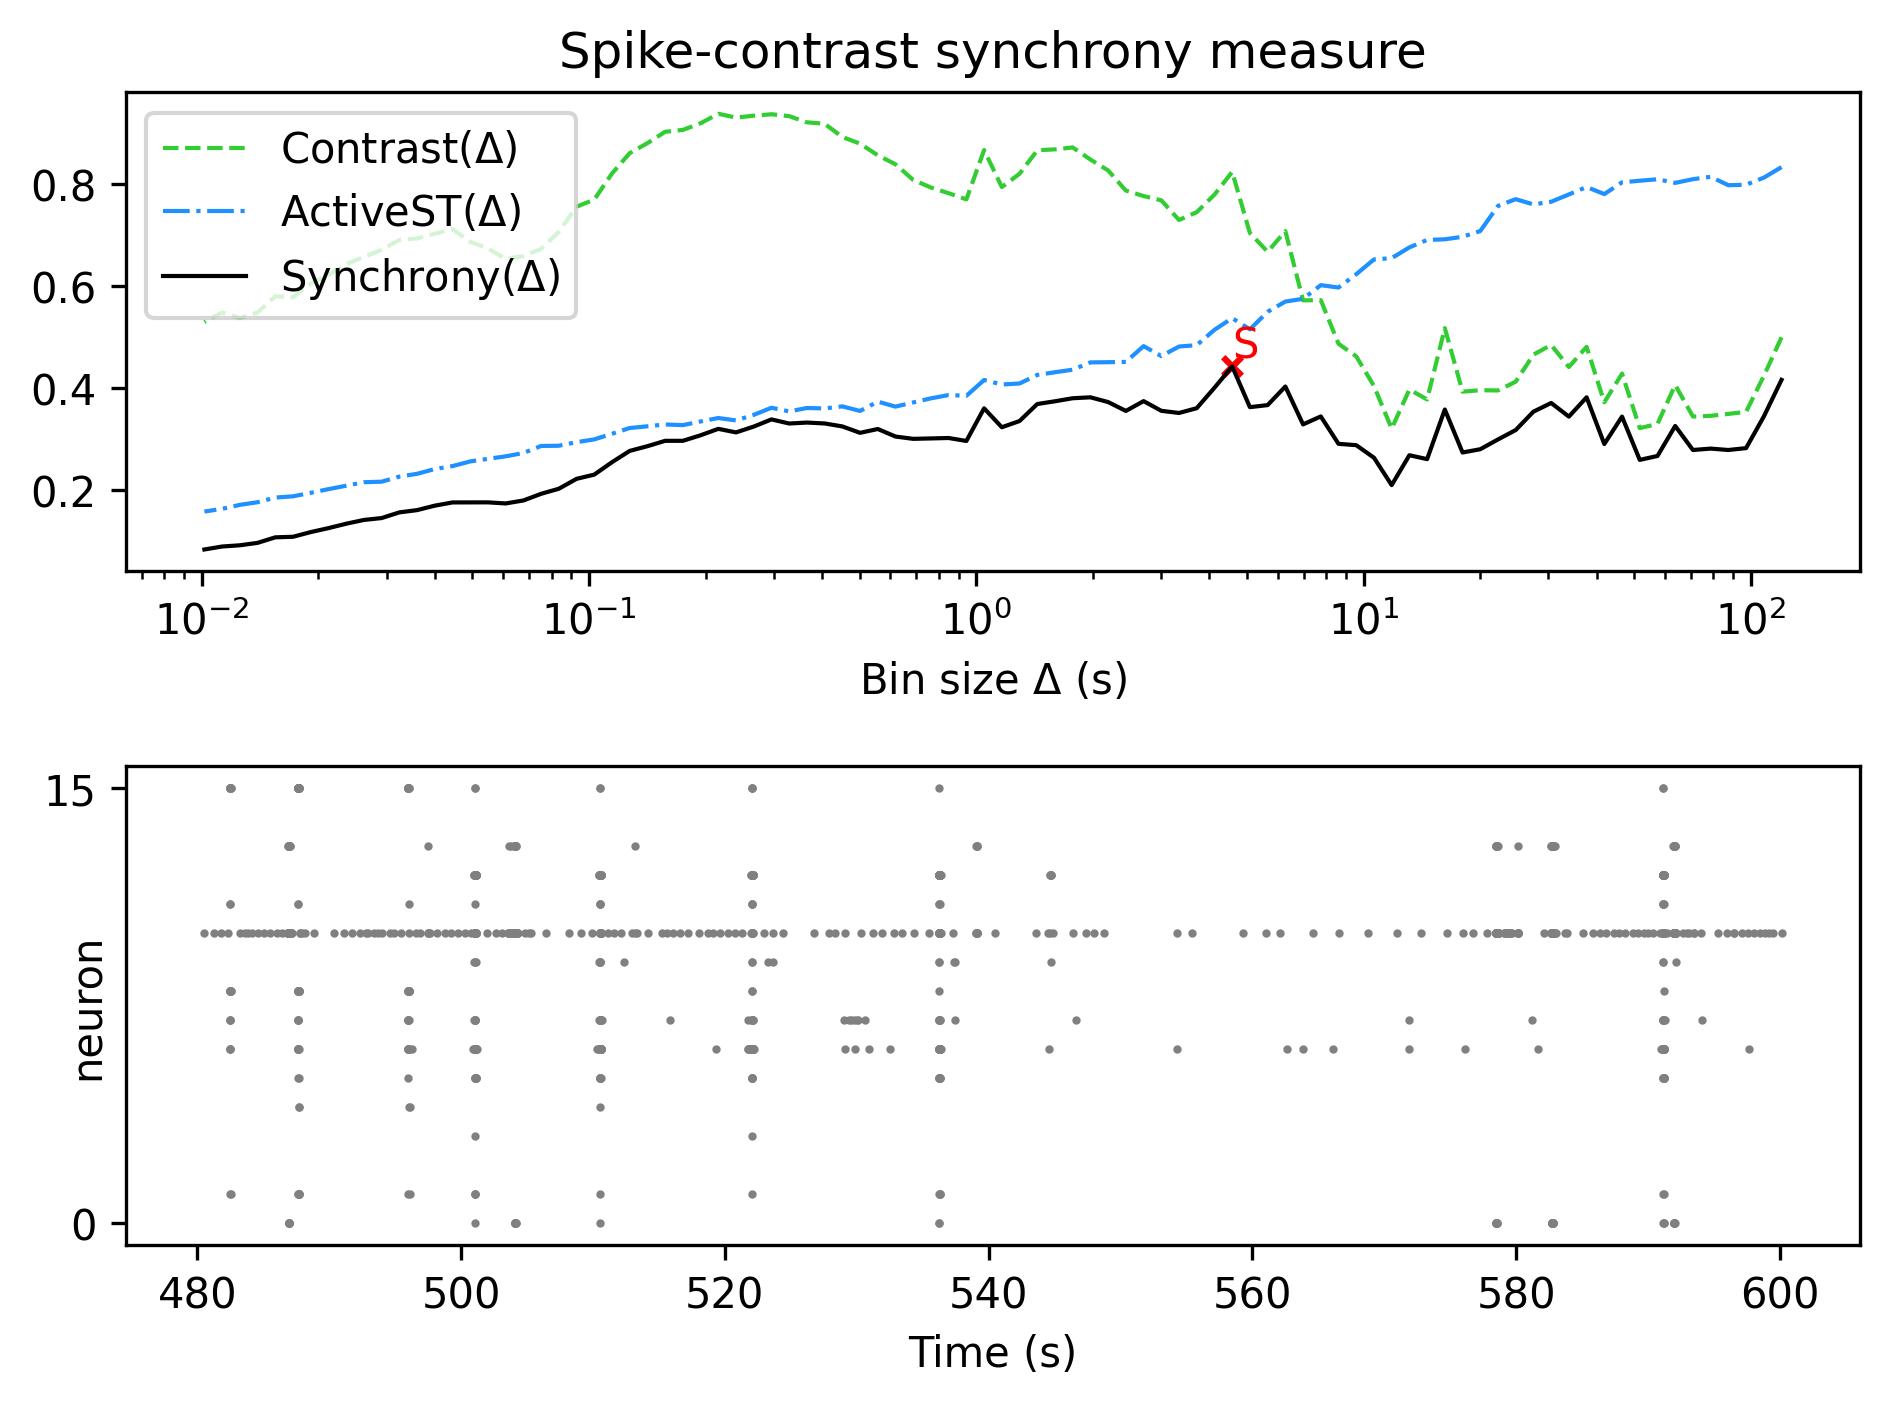 Spike-contrast synchrony measure
Contrast(Δ)
ActiveST(Δ)
Synchrony(Δ)
S
0.8
0.6
0.4
0.2
10⁻² 10⁻¹ 10⁰ 10¹ 10²
Bin size Δ (s)
15
neuron
0
480 500 520 540 560 580 600
Time (s)